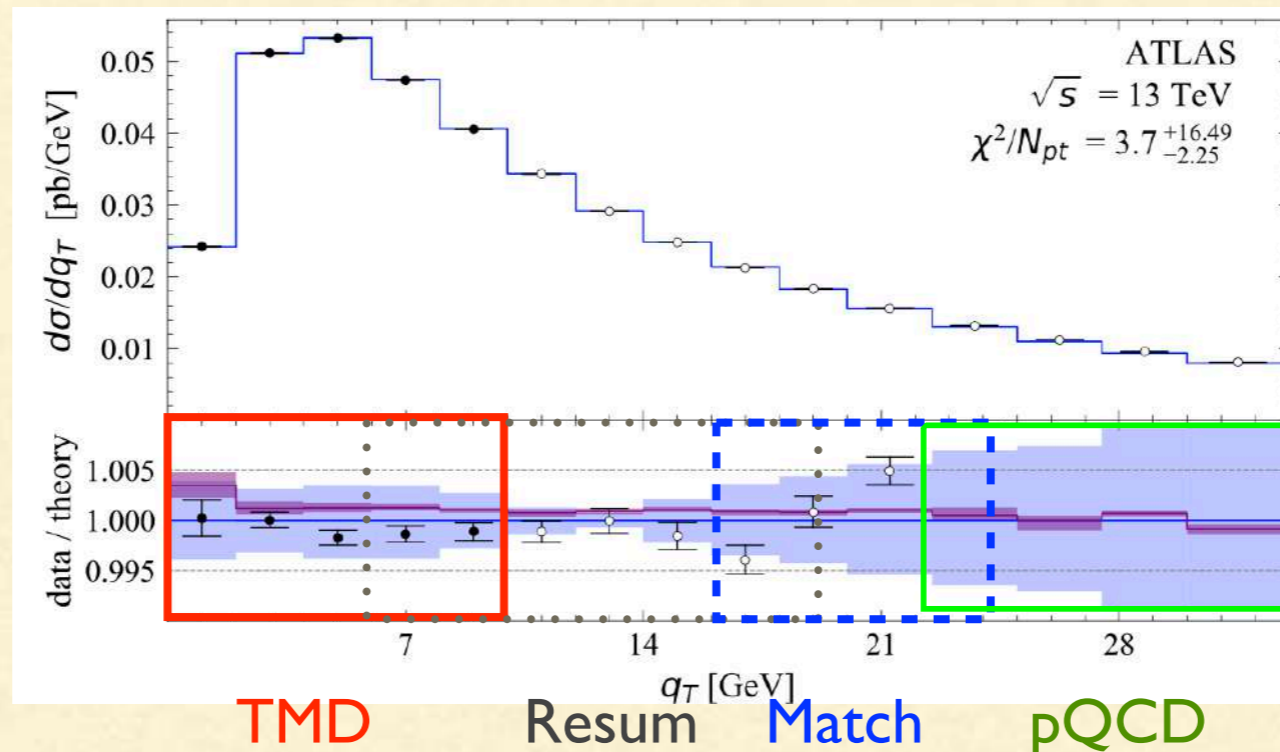 ATLAS
√s = 13 TeV
χ²/N_pt = 3.7 +16.49 −2.25
dσ/dq_T [pb/GeV]
0.05
0.04
0.03
0.02
0.01
data / theory
1.005
1.000
0.995
7 14 21 28
q_T [GeV]
TMD Resum Match pQCD